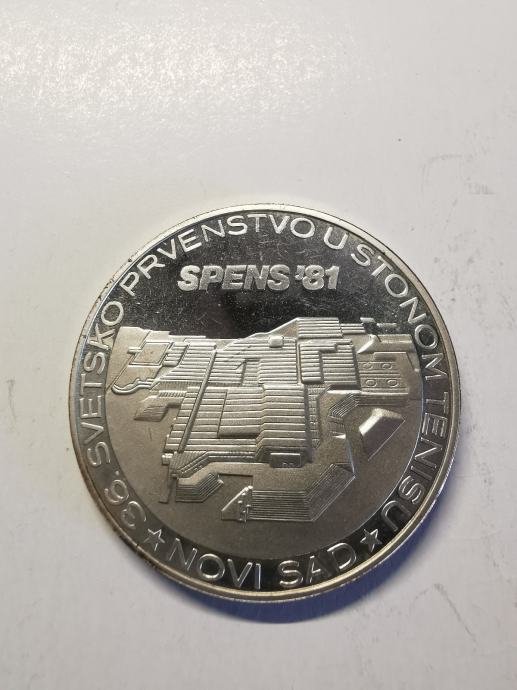 36. SVETSKO PRVENSTVO U STONOM TENISU
SPENS '81
★ NOVI SAD ★